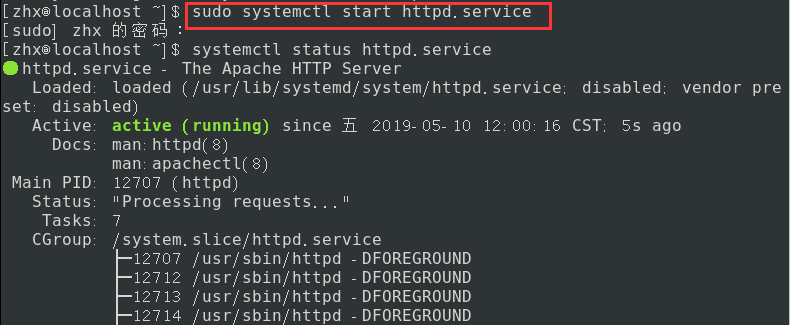 [zhx@localhost ~]$ sudo systemctl start httpd.service
[sudo] zhx 的密码：
[zhx@localhost ~]$ systemctl status httpd.service
●httpd.service - The Apache HTTP Server
Loaded: loaded (/usr/lib/systemd/system/httpd.service; disabled; vendor pre
set: disabled)
Active: active (running) since 五 2019-05-10 12:00:16 CST; 5s ago
Docs: man:httpd(8)
man:apachectl(8)
Main PID: 12707 (httpd)
Status: "Processing requests..."
Tasks: 7
CGroup: /system.slice/httpd.service
├─12707 /usr/sbin/httpd -DFOREGROUND
├─12712 /usr/sbin/httpd -DFOREGROUND
├─12713 /usr/sbin/httpd -DFOREGROUND
├─12714 /usr/sbin/httpd -DFOREGROUND